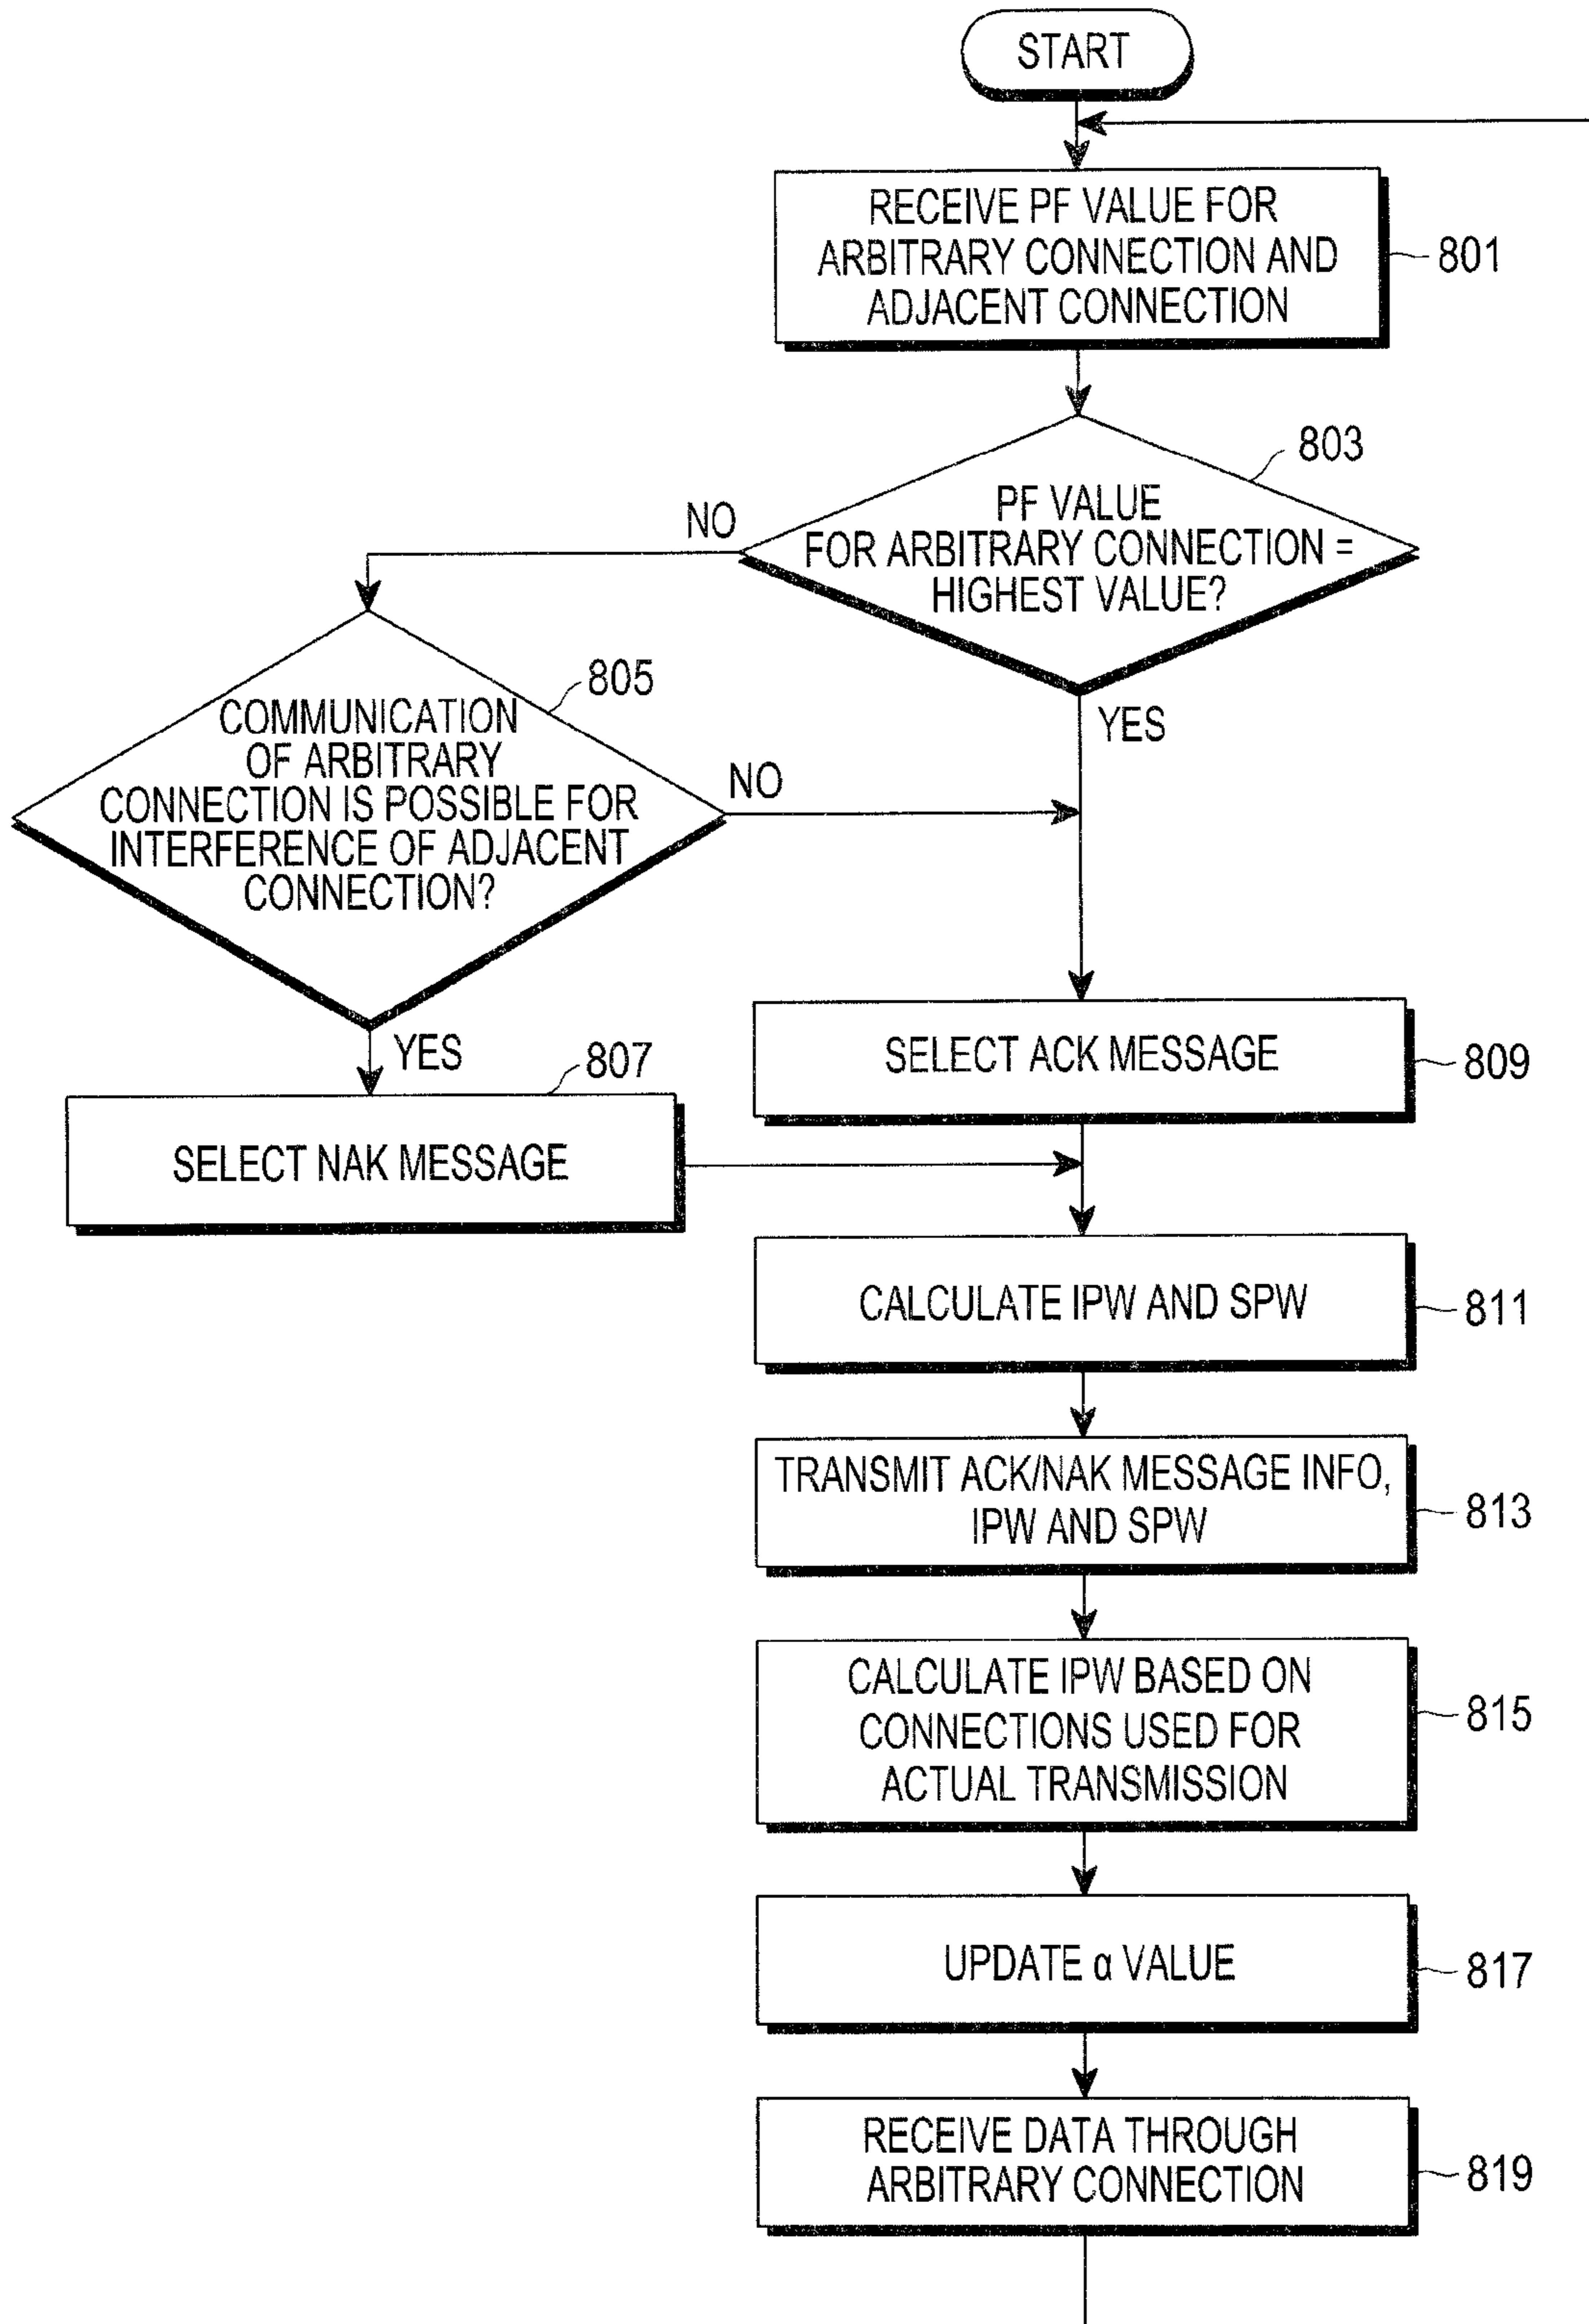 START
RECEIVE PF VALUE FOR
ARBITRARY CONNECTION AND
ADJACENT CONNECTION
801
803
PF VALUE
FOR ARBITRARY CONNECTION =
HIGHEST VALUE?
NO
YES
805
COMMUNICATION
OF ARBITRARY
CONNECTION IS POSSIBLE FOR
INTERFERENCE OF ADJACENT
CONNECTION?
NO
YES
807
SELECT NAK MESSAGE
SELECT ACK MESSAGE
809
CALCULATE IPW AND SPW
811
TRANSMIT ACK/NAK MESSAGE INFO,
IPW AND SPW
813
CALCULATE IPW BASED ON
CONNECTIONS USED FOR
ACTUAL TRANSMISSION
815
UPDATE α VALUE
817
RECEIVE DATA THROUGH
ARBITRARY CONNECTION
819